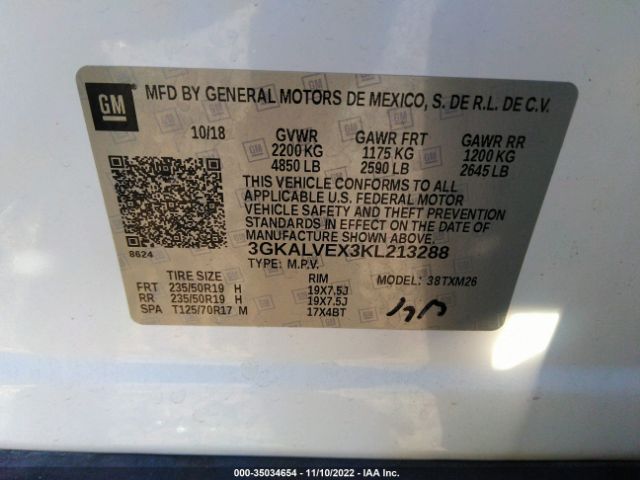 GM
MFD BY GENERAL MOTORS DE MEXICO, S. DE R.L. DE C.V.
10/18 GVWR GAWR FRT GAWR RR
2200 KG 1175 KG 1200 KG
4850 LB 2590 LB 2645 LB
THIS VEHICLE CONFORMS TO ALL
APPLICABLE U.S. FEDERAL MOTOR
VEHICLE SAFETY AND THEFT PREVENTION
STANDARDS IN EFFECT ON THE DATE OF
MANUFACTURE SHOWN ABOVE.
8624 3GKALVEX3KL213288
TYPE: M.P.V. MODEL: 38TXM26
TIRE SIZE RIM
FRT 235/50R19 H 19X7.5J
RR 235/50R19 H 19X7.5J
SPA T125/70R17 M 17X4BT
000-35034654 - 11/10/2022 - IAA Inc.